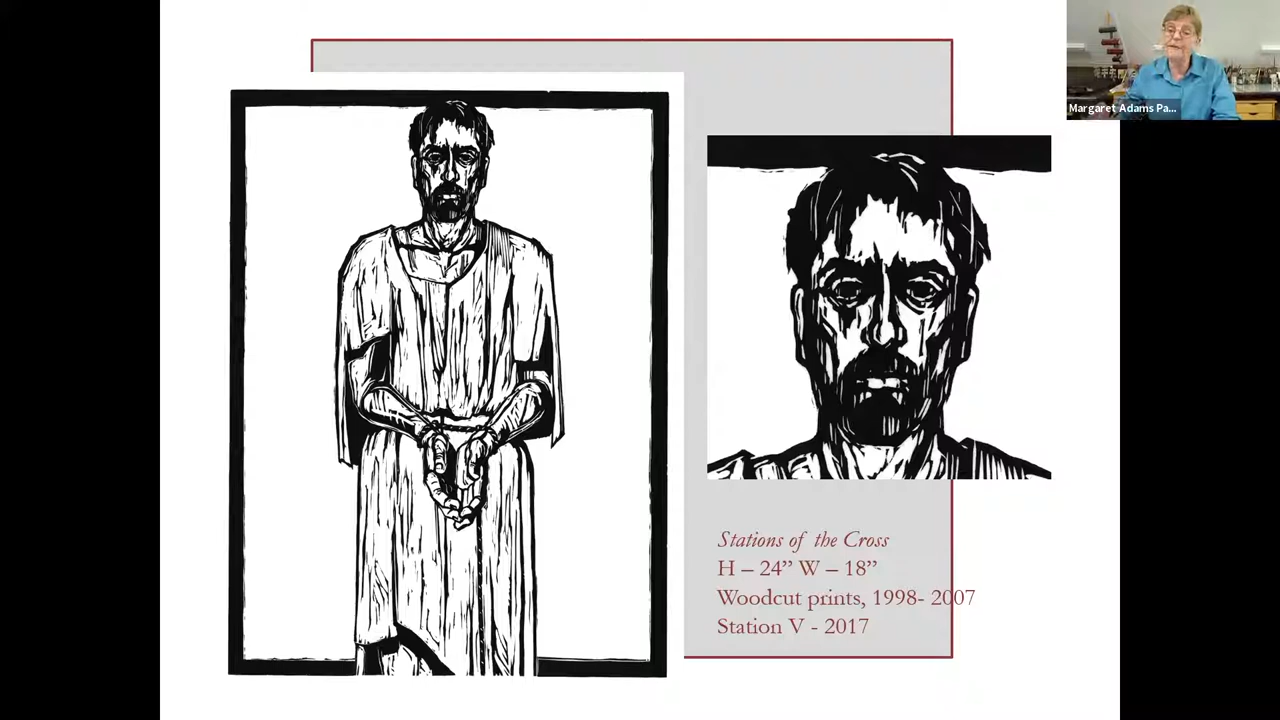 Margaret Adams Pa...
Stations of the Cross
H – 24” W – 18”
Woodcut prints, 1998- 2007
Station V - 2017